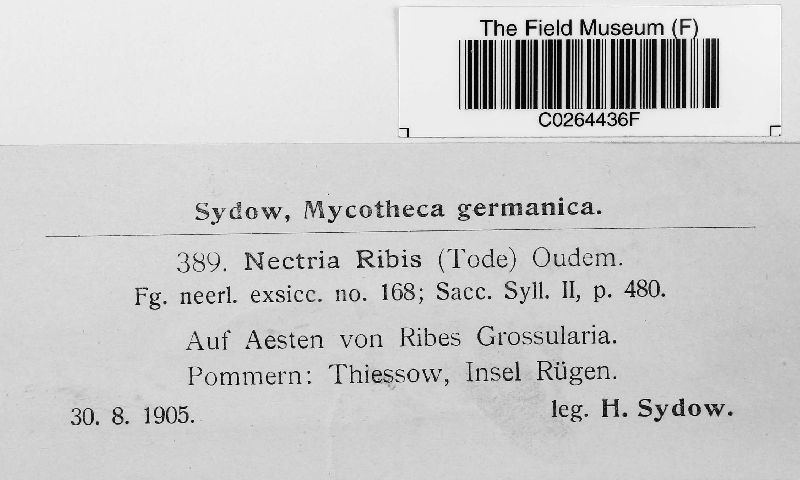 The Field Museum (F)
C0264436F
Sydow, Mycotheca germanica.
389. Nectria Ribis (Tode) Oudem.
Fg. neerl. exsicc. no. 168; Sacc. Syll. II, p. 480.
Auf Aesten von Ribes Grossularia.
Pommern: Thiessow, Insel Rügen.
30. 8. 1905.
leg. H. Sydow.